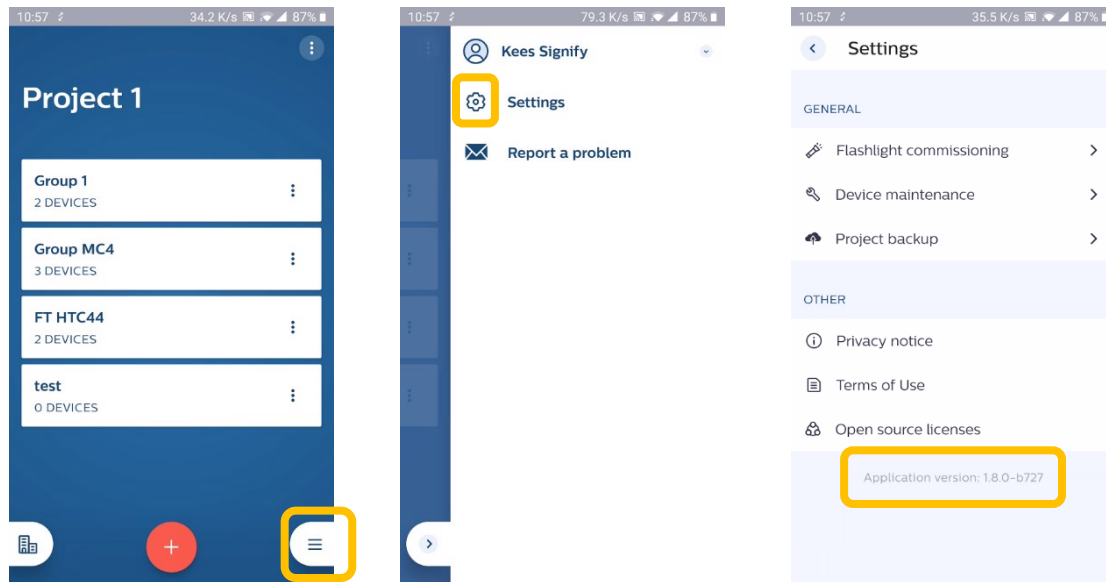 10:57 34.2 K/s 87%
Project 1
Group 1
2 DEVICES
Group MC4
3 DEVICES
FT HTC44
2 DEVICES
test
0 DEVICES
10:57 79.3 K/s 87%
Kees Signify
Settings
Report a problem
10:57 35.5 K/s 87%
Settings
GENERAL
Flashlight commissioning
Device maintenance
Project backup
OTHER
Privacy notice
Terms of Use
Open source licenses
Application version: 1.8.0-b727